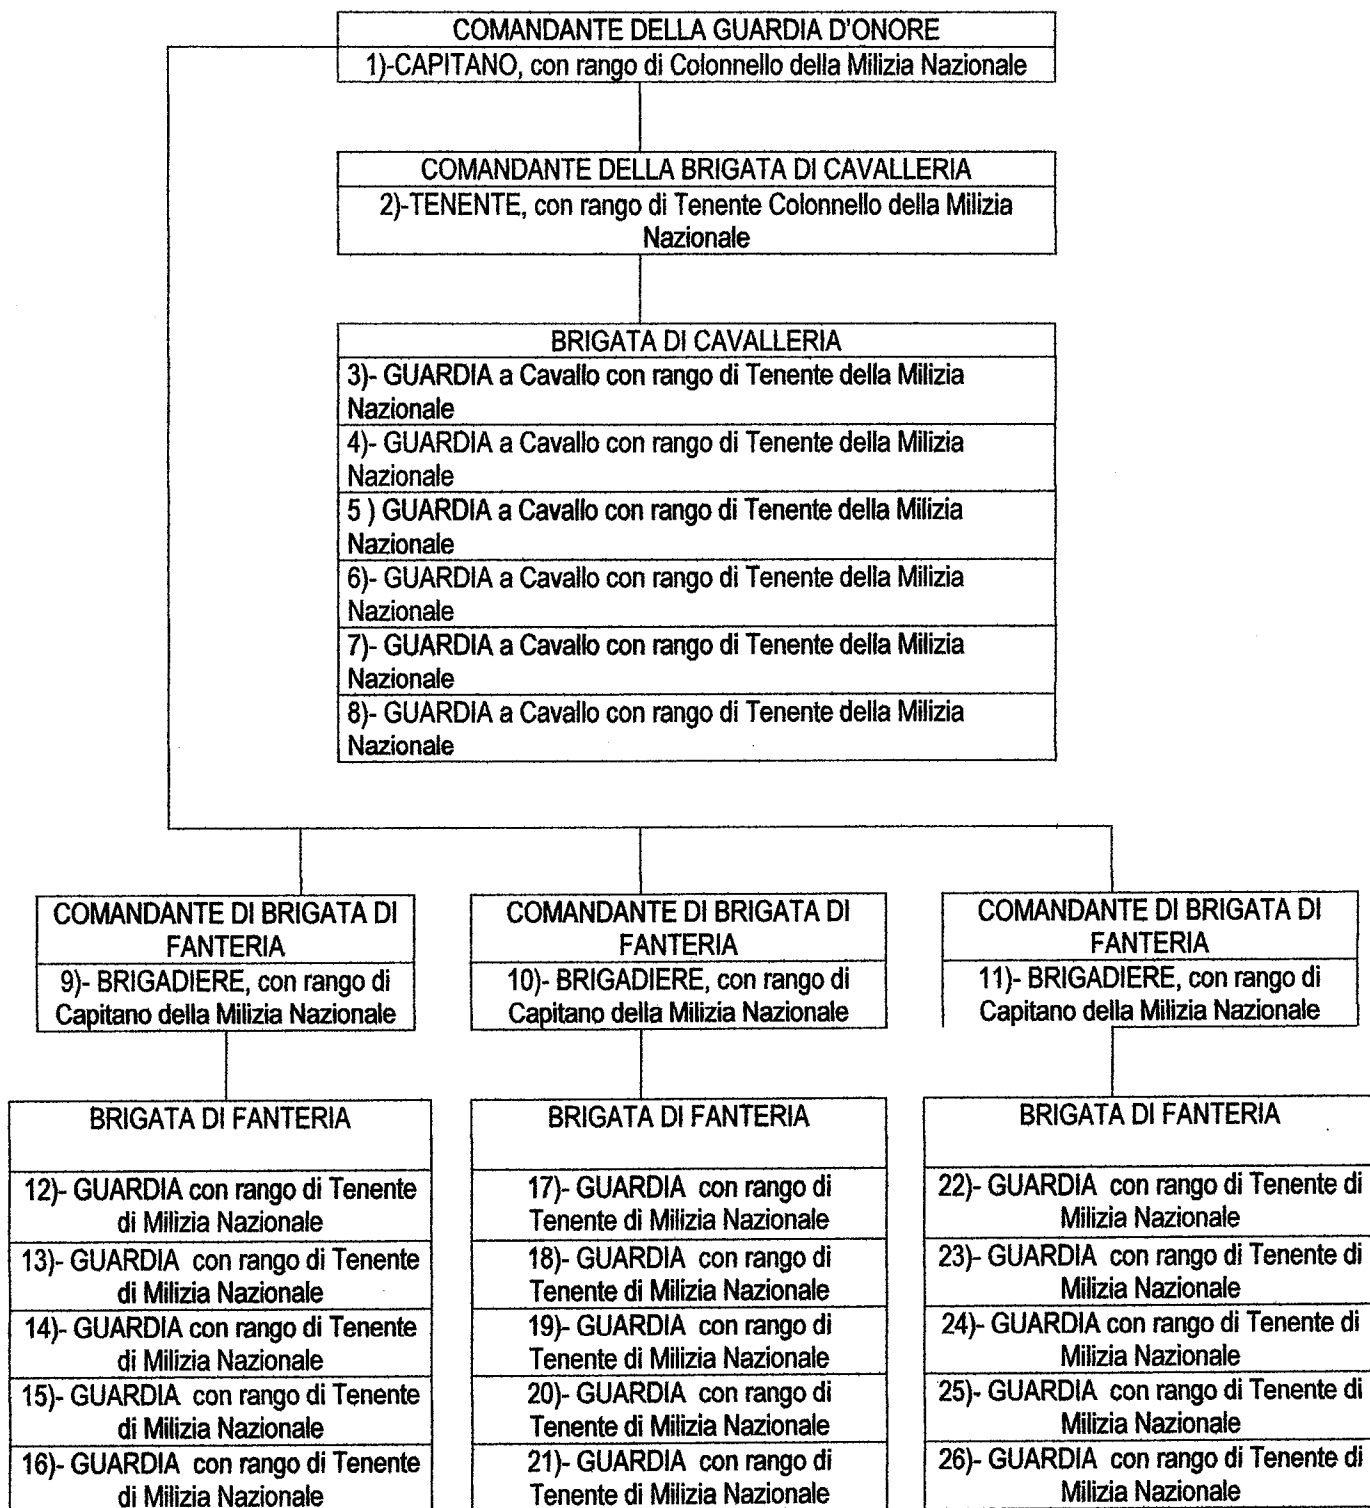 COMANDANTE DELLA GUARDIA D'ONORE
1)-CAPITANO, con rango di Colonnello della Milizia Nazionale
COMANDANTE DELLA BRIGATA DI CAVALLERIA
2)-TENENTE, con rango di Tenente Colonnello della Milizia
Nazionale
BRIGATA DI CAVALLERIA
3)- GUARDIA a Cavallo con rango di Tenente della Milizia
Nazionale
4)- GUARDIA a Cavallo con rango di Tenente della Milizia
Nazionale
5 ) GUARDIA a Cavallo con rango di Tenente della Milizia
Nazionale
6)- GUARDIA a Cavallo con rango di Tenente della Milizia
Nazionale
7)- GUARDIA a Cavallo con rango di Tenente della Milizia
Nazionale
8)- GUARDIA a Cavallo con rango di Tenente della Milizia
Nazionale
COMANDANTE DI BRIGATA DI
FANTERIA
9)- BRIGADIERE, con rango di
Capitano della Milizia Nazionale
COMANDANTE DI BRIGATA DI
FANTERIA
10)- BRIGADIERE, con rango di
Capitano della Milizia Nazionale
COMANDANTE DI BRIGATA DI
FANTERIA
11)- BRIGADIERE, con rango di
Capitano della Milizia Nazionale
BRIGATA DI FANTERIA
12)- GUARDIA con rango di Tenente
di Milizia Nazionale
13)- GUARDIA con rango di Tenente
di Milizia Nazionale
14)- GUARDIA con rango di Tenente
di Milizia Nazionale
15)- GUARDIA con rango di Tenente
di Milizia Nazionale
16)- GUARDIA con rango di Tenente
di Milizia Nazionale
BRIGATA DI FANTERIA
17)- GUARDIA con rango di
Tenente di Milizia Nazionale
18)- GUARDIA con rango di
Tenente di Milizia Nazionale
19)- GUARDIA con rango di
Tenente di Milizia Nazionale
20)- GUARDIA con rango di
Tenente di Milizia Nazionale
21)- GUARDIA con rango di
Tenente di Milizia Nazionale
BRIGATA DI FANTERIA
22)- GUARDIA con rango di Tenente di
Milizia Nazionale
23)- GUARDIA con rango di Tenente di
Milizia Nazionale
24)- GUARDIA con rango di Tenente di
Milizia Nazionale
25)- GUARDIA con rango di Tenente di
Milizia Nazionale
26)- GUARDIA con rango di Tenente di
Milizia Nazionale